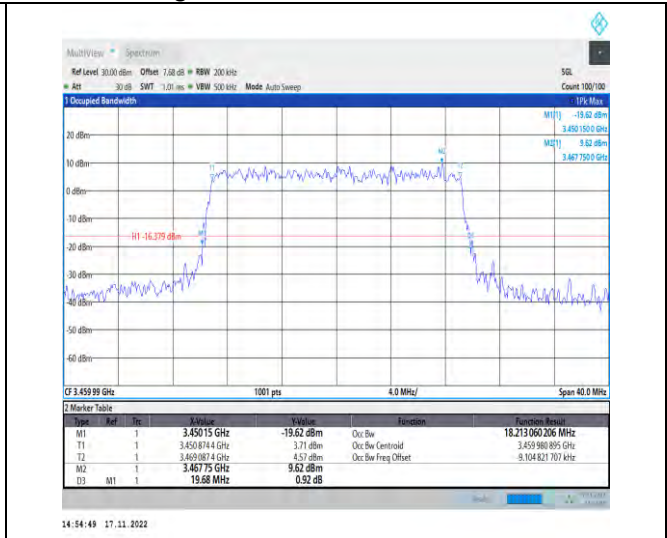 MultiView Spectrum
Ref Level 30.00 dBm Offset 7.68 dB RBW 200 kHz SGL
Att 30 dB SWT 1.01 ms VBW 500 kHz Mode Auto Sweep Count 100/100
1 Occupied Bandwidth 1Pk Max
M1[1] -19.62 dBm
3.450 150 0 GHz
M2[1] 9.62 dBm
3.467 750 0 GHz
20 dBm
10 dBm
0 dBm
-10 dBm
H1 -16.379 dBm
-20 dBm
-30 dBm
-40 dBm
-50 dBm
-60 dBm
M2
T1
CF 3.459 99 GHz 1001 pts 4.0 MHz/ Span 40.0 MHz
2 Marker Table
Type Ref Trc X-Value Y-Value Function Function Result
M1 1 3.45015 GHz -19.62 dBm Occ Bw 18.213 060 206 MHz
T1 1 3.450 874 4 GHz 3.71 dBm Occ Bw Centroid 3.459 980 895 GHz
T2 1 3.469 087 4 GHz 4.57 dBm Occ Bw Freq Offset -9.104 821 707 kHz
M2 1 3.46775 GHz 9.62 dBm
D3 M1 1 19.68 MHz 0.92 dB
14:54:49 17.11.2022